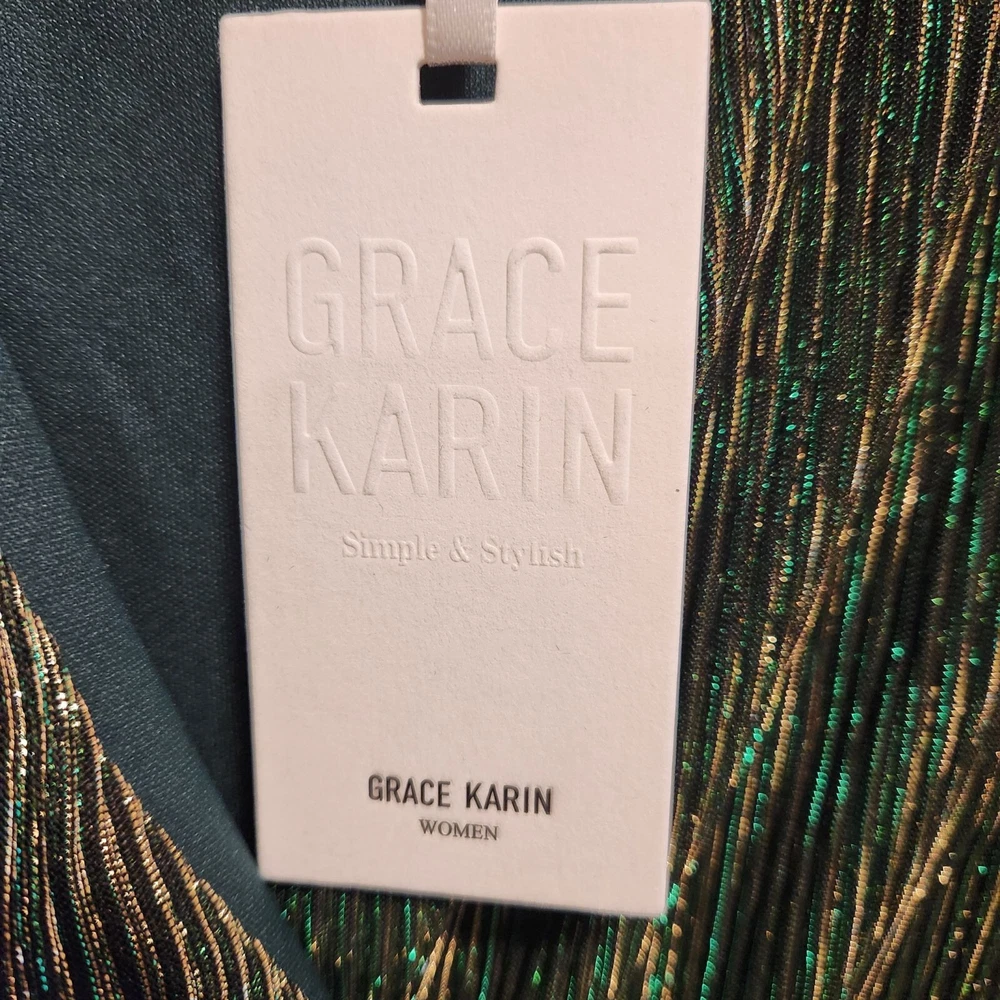 GRACE
KARIN
Simple & Stylish
GRACE KARIN
WOMEN